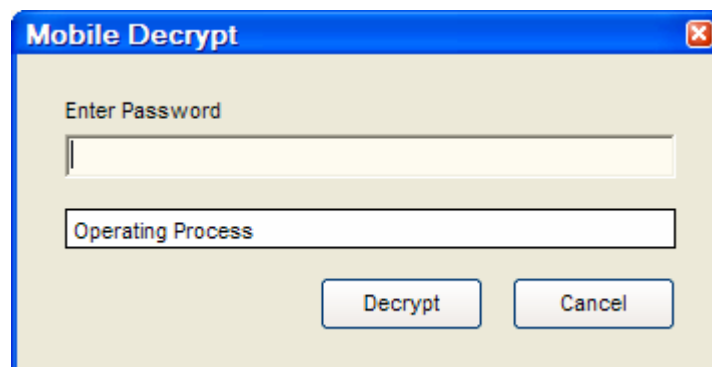 Mobile Decrypt
Enter Password
Operating Process
Decrypt Cancel